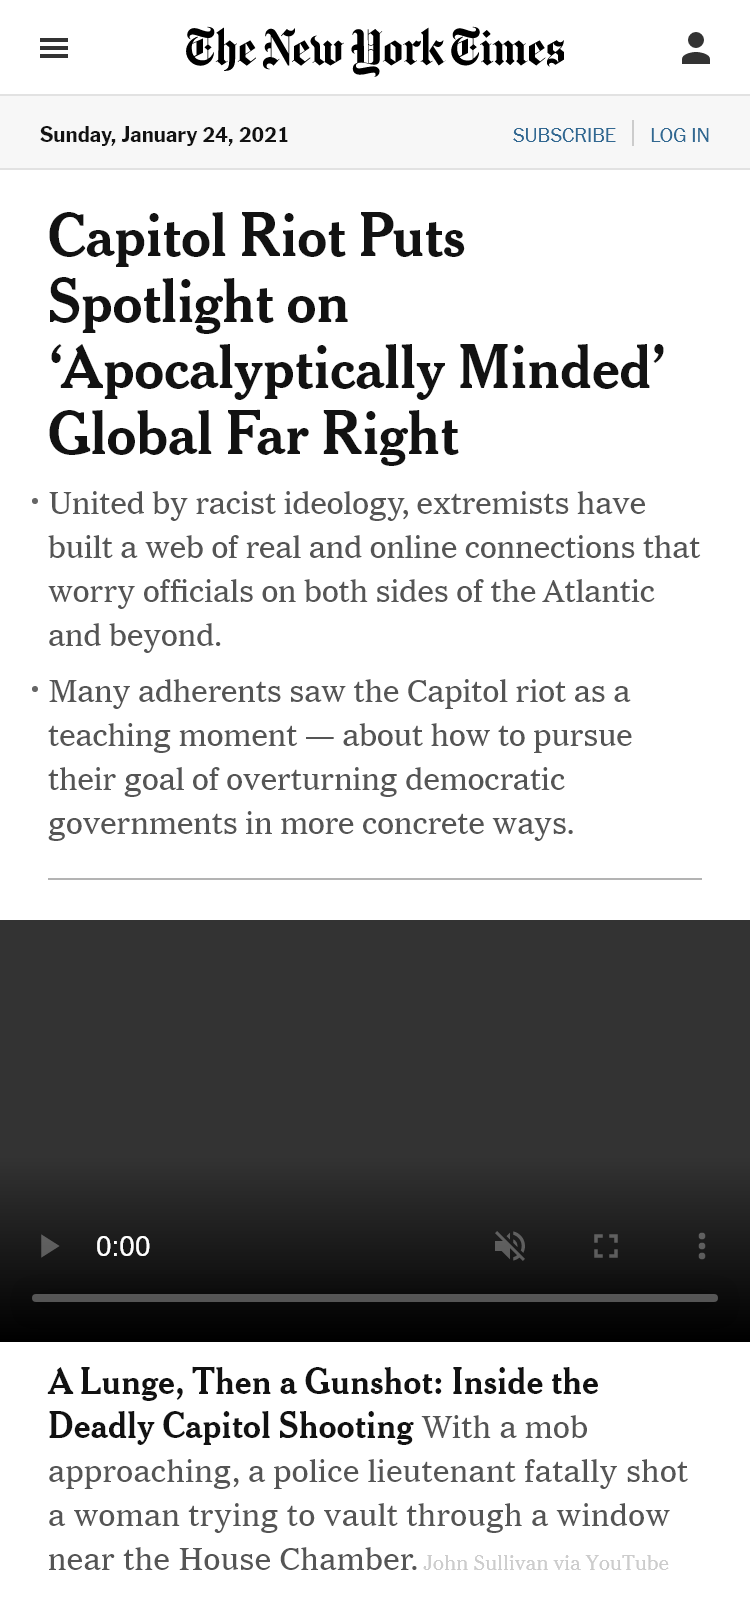 The New York Times
Sunday, January 24, 2021
SUBSCRIBE
LOG IN
Capitol Riot Puts
Spotlight on
‘Apocalyptically Minded’
Global Far Right
• United by racist ideology, extremists have
built a web of real and online connections that
worry officials on both sides of the Atlantic
and beyond.
• Many adherents saw the Capitol riot as a
teaching moment — about how to pursue
their goal of overturning democratic
governments in more concrete ways.
0:00
A Lunge, Then a Gunshot: Inside the
Deadly Capitol Shooting With a mob
approaching, a police lieutenant fatally shot
a woman trying to vault through a window
near the House Chamber. John Sullivan via YouTube